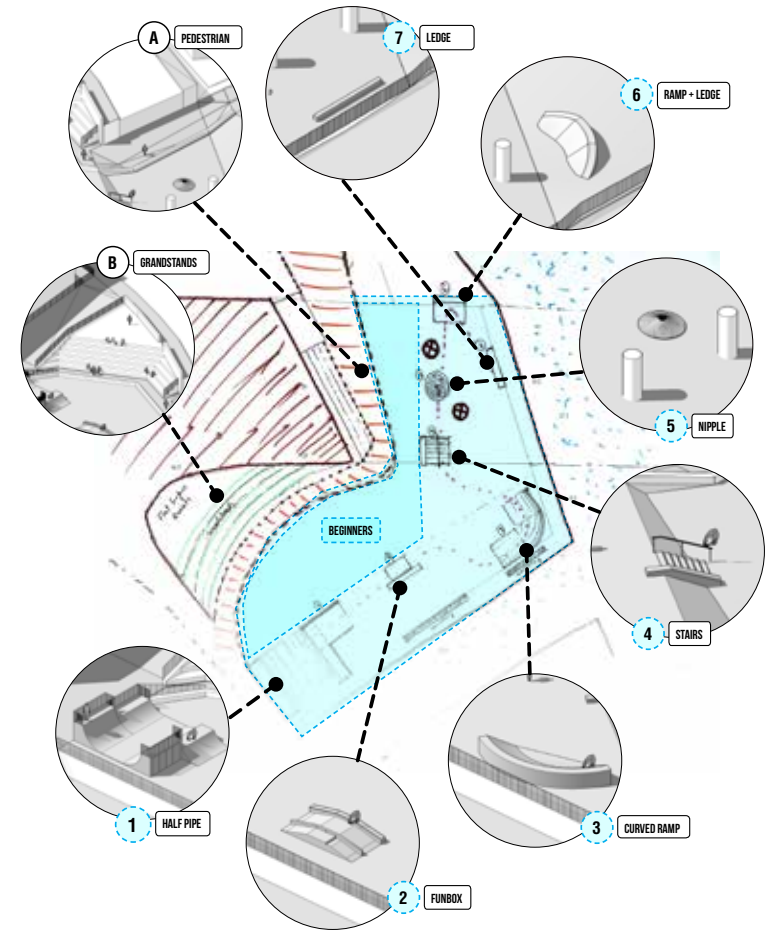 A PEDESTRIAN
7 LEDGE
6 RAMP + LEDGE
B GRANDSTANDS
5 NIPPLE
BEGINNERS
4 STAIRS
1 HALF PIPE
3 CURVED RAMP
2 FUNBOX